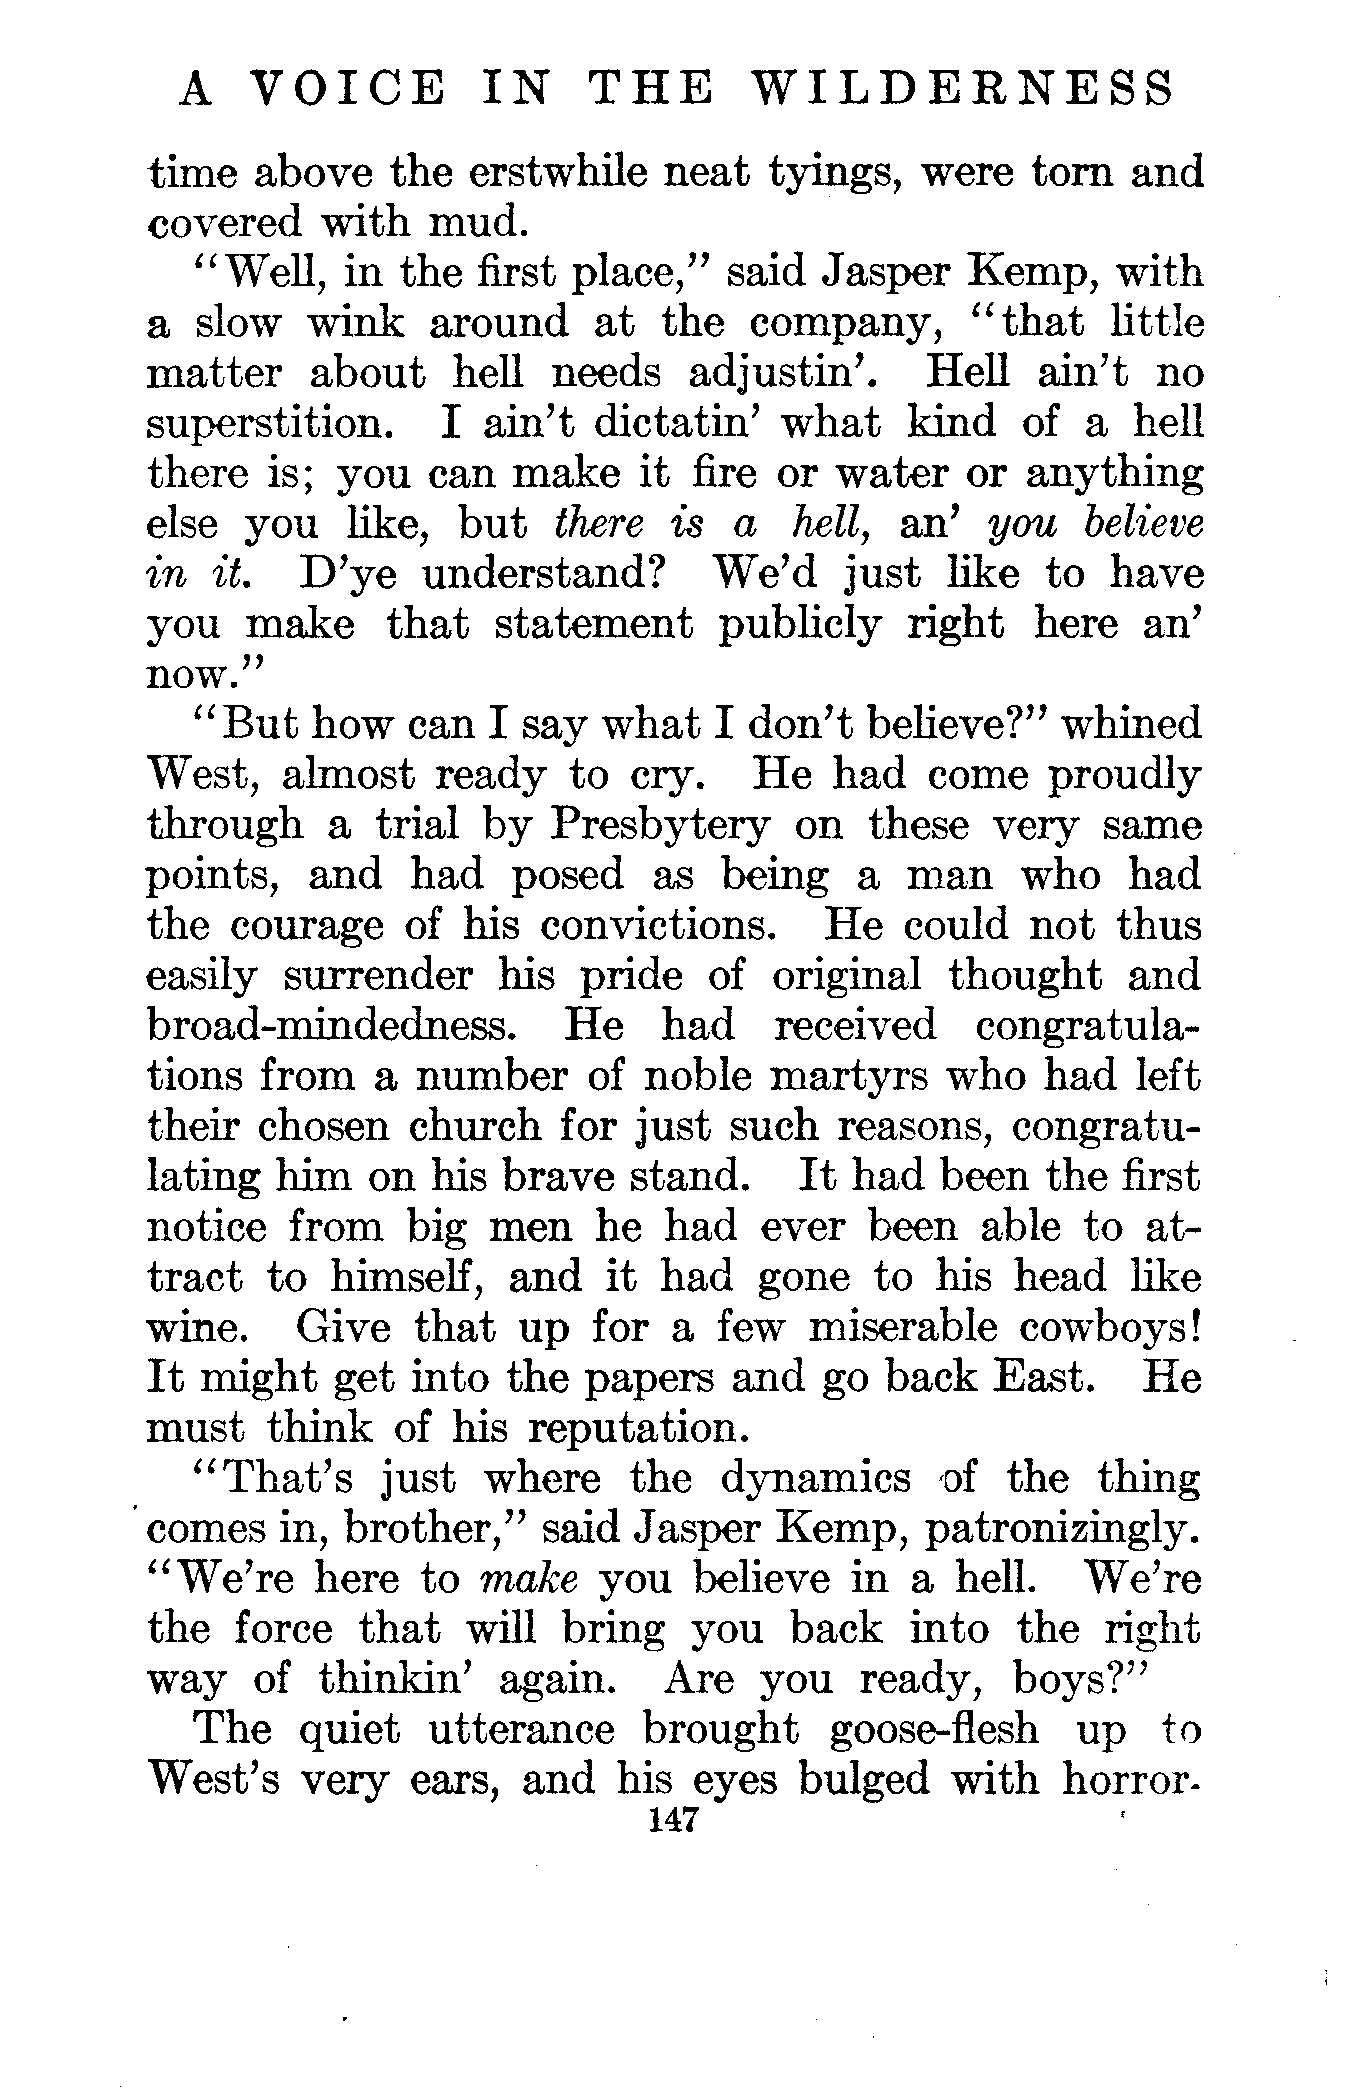 A VOICE IN THE WILDERNESS
time above the erstwhile neat tyings, were torn and
covered with mud.
“Well, in the first place,” said Jasper Kemp, with
a slow wink around at the company, “that little
matter about hell needs adjustin’. Hell ain’t no
superstition. I ain’t dictatin’ what kind of a hell
there is; you can make it fire or water or anything
else you like, but there is a hell, an’ you believe
in it. D’ye understand? We’d just like to have
you make that statement publicly right here an’
now.”
“But how can I say what I don’t believe?” whined
West, almost ready to cry. He had come proudly
through a trial by Presbytery on these very same
points, and had posed as being a man who had
the courage of his convictions. He could not thus
easily surrender his pride of original thought and
broad-mindedness. He had received congratula-
tions from a number of noble martyrs who had left
their chosen church for just such reasons, congratu-
lating him on his brave stand. It had been the first
notice from big men he had ever been able to at-
tract to himself, and it had gone to his head like
wine. Give that up for a few miserable cowboys!
It might get into the papers and go back East. He
must think of his reputation.
“That’s just where the dynamics of the thing
comes in, brother,” said Jasper Kemp, patronizingly.
“We’re here to make you believe in a hell. We’re
the force that will bring you back into the right
way of thinkin’ again. Are you ready, boys?”
The quiet utterance brought goose-flesh up to
West’s very ears, and his eyes bulged with horror.
147